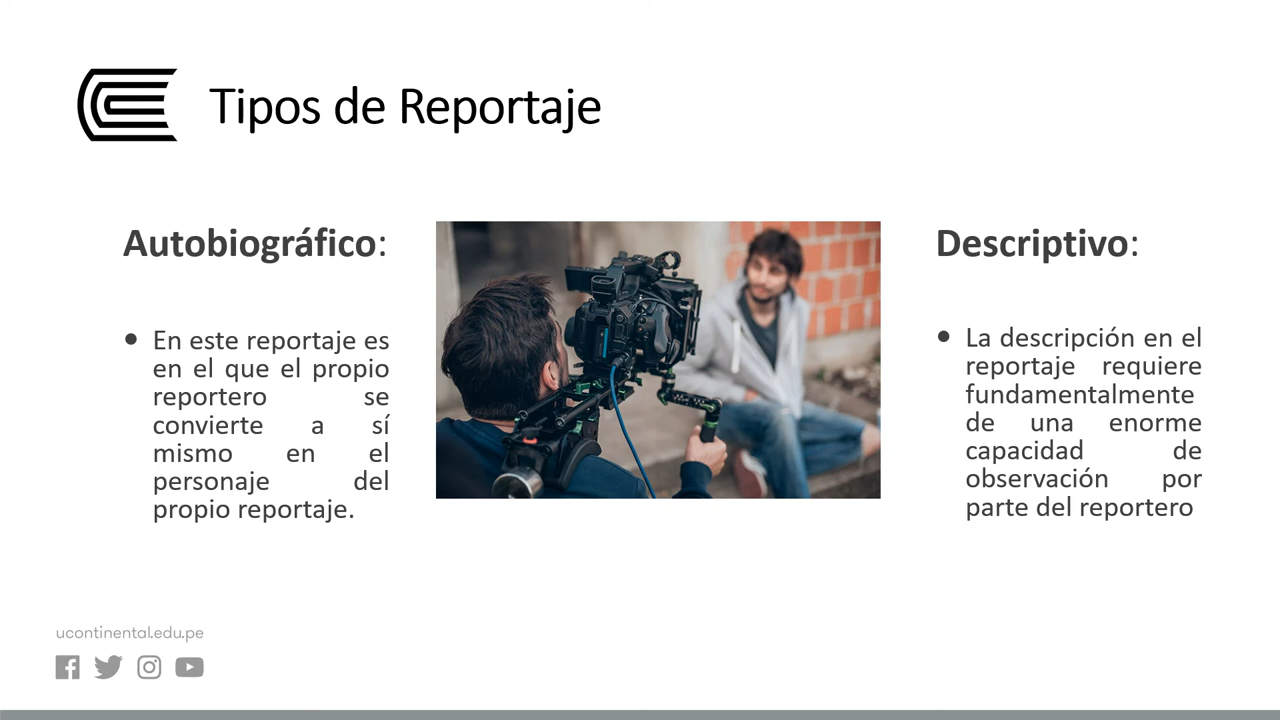 Tipos de Reportaje
Autobiográfico:
• En este reportaje es
en el que el propio
reportero se
convierte a sí
mismo en el
personaje del
propio reportaje.
Descriptivo:
• La descripción en el
reportaje requiere
fundamentalmente
de una enorme
capacidad de
observación por
parte del reportero
ucontinental.edu.pe